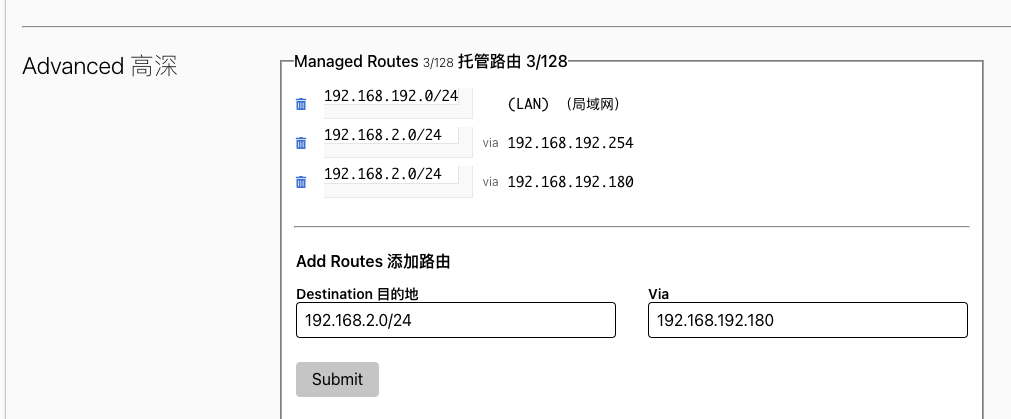 Advanced 高深
Managed Routes 3/128 托管路由 3/128
192.168.192.0/24 (LAN) （局域网）
192.168.2.0/24 via 192.168.192.254
192.168.2.0/24 via 192.168.192.180
Add Routes 添加路由
Destination 目的地 Via
192.168.2.0/24 192.168.192.180
Submit